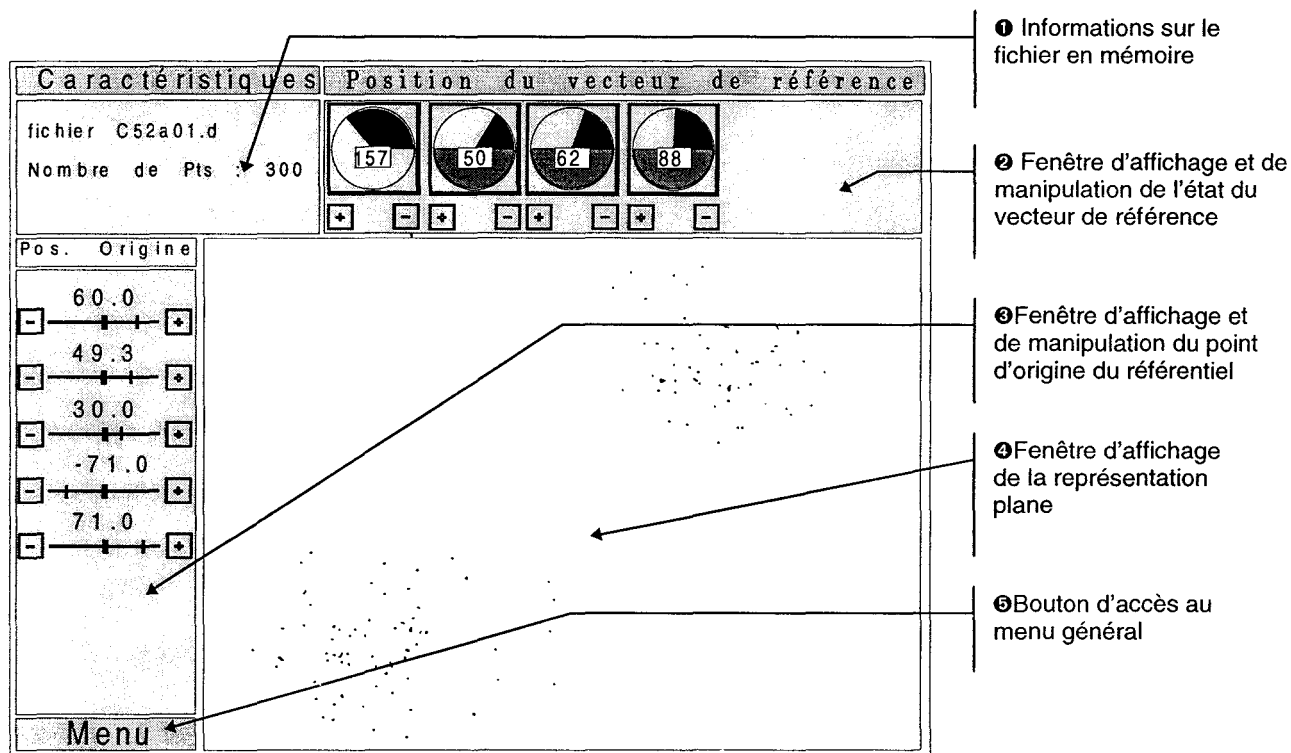 Caractéristiques
Position du vecteur de référence
fichier C52a01.d
Nombre de Pts : 300
157
50
62
88
+ - + - + - + -
Pos. Origine
60.0
- +
49.3
- +
30.0
- +
-71.0
- +
71.0
- +
Menu
❶ Informations sur le
fichier en mémoire
❷ Fenêtre d'affichage et de
manipulation de l'état du
vecteur de référence
❸Fenêtre d'affichage et
de manipulation du point
d'origine du référentiel
❹Fenêtre d'affichage
de la représentation
plane
❺Bouton d'accès au
menu général